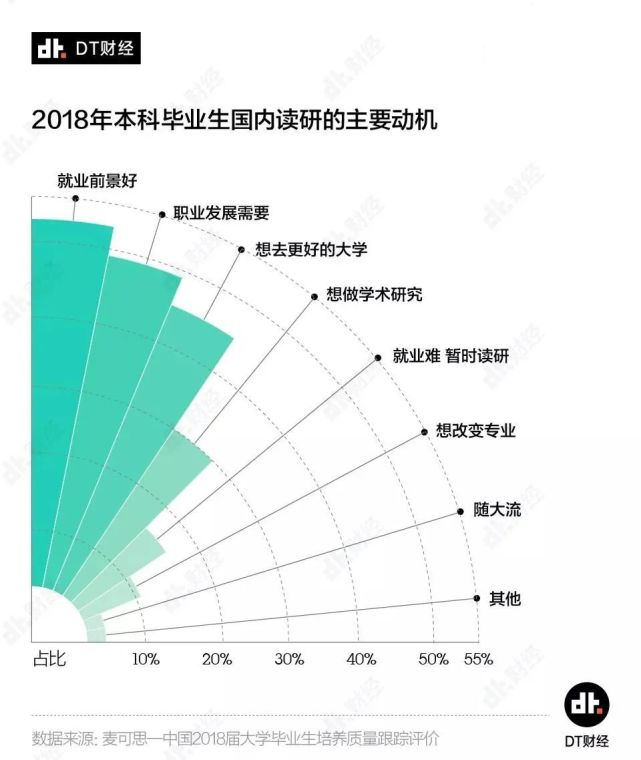 dt. DT财经
2018年本科毕业生国内读研的主要动机
就业前景好
职业发展需要
想去更好的大学
想做学术研究
就业难 暂时读研
想改变专业
随大流
其他
占比 10% 20% 30% 40% 50% 55%
数据来源: 麦可思—中国2018届大学毕业生培养质量跟踪评价
dt.
DT财经